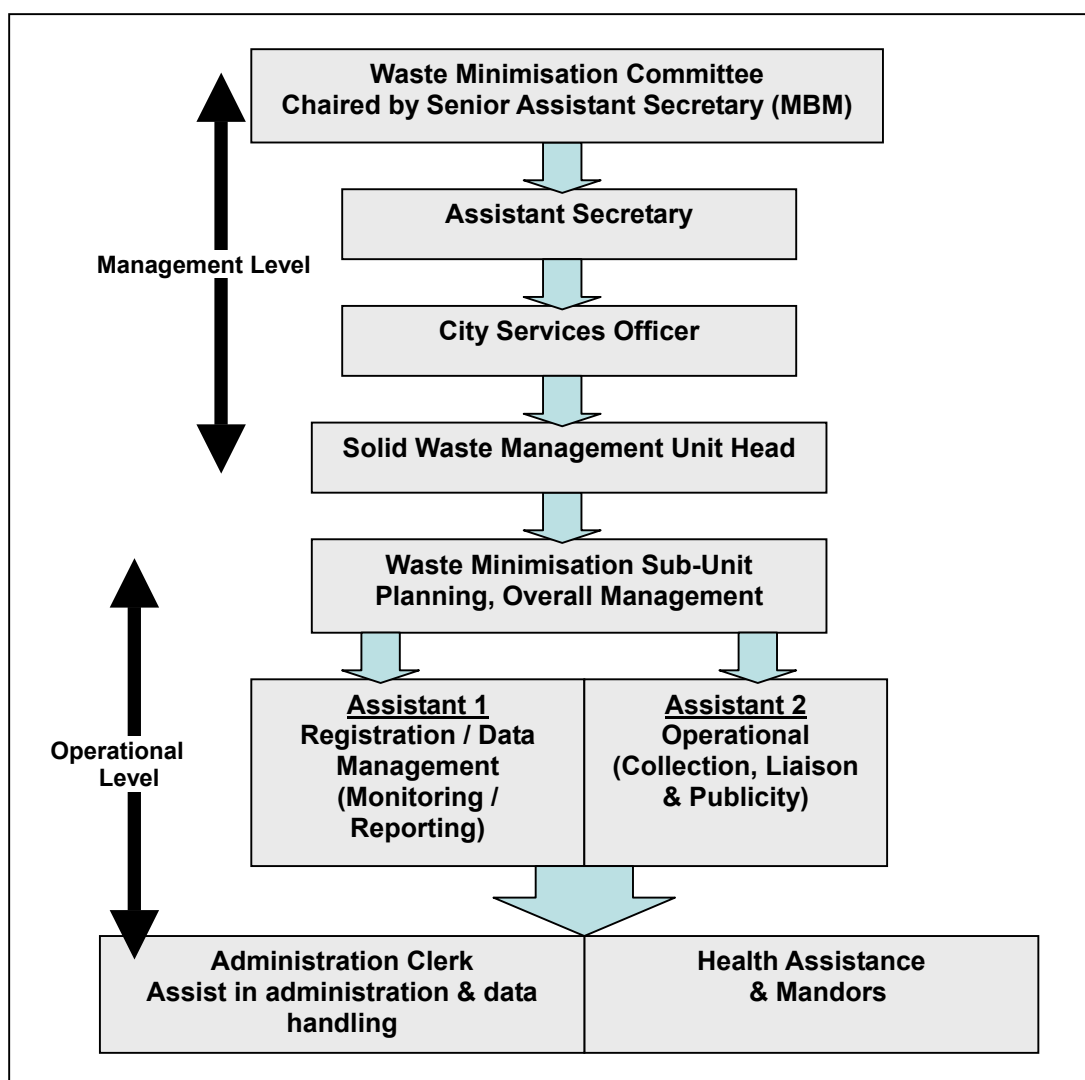 Waste Minimisation Committee
Chaired by Senior Assistant Secretary (MBM)
Assistant Secretary
Management Level
City Services Officer
Solid Waste Management Unit Head
Waste Minimisation Sub-Unit
Planning, Overall Management
Assistant 1
Registration / Data
Management
(Monitoring /
Reporting)
Assistant 2
Operational
(Collection, Liaison
& Publicity)
Operational
Level
Administration Clerk
Assist in administration & data
handling
Health Assistance
& Mandors